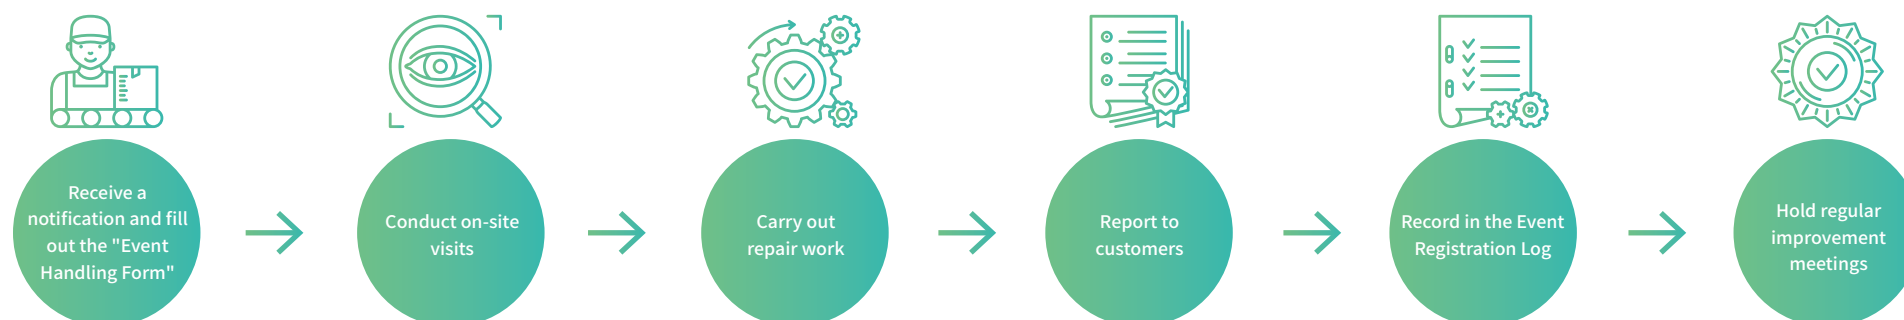 Receive a
notification and fill
out the "Event
Handling Form"
Conduct on-site
visits
Carry out
repair work
Report to
customers
Record in the Event
Registration Log
Hold regular
improvement
meetings